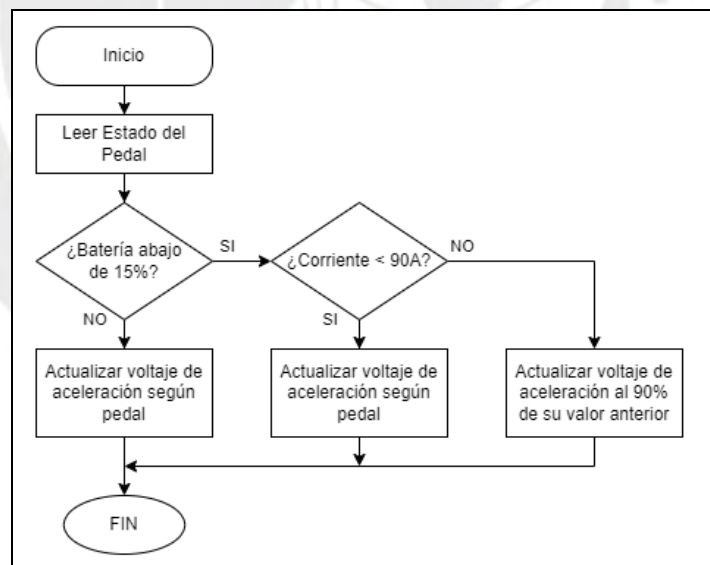 Inicio
Leer Estado del
Pedal
¿Batería abajo
de 15%?
SI
¿Corriente < 90A?
NO
NO
SI
Actualizar voltaje de
aceleración según
pedal
Actualizar voltaje de
aceleración según
pedal
Actualizar voltaje de
aceleración al 90%
de su valor anterior
FIN